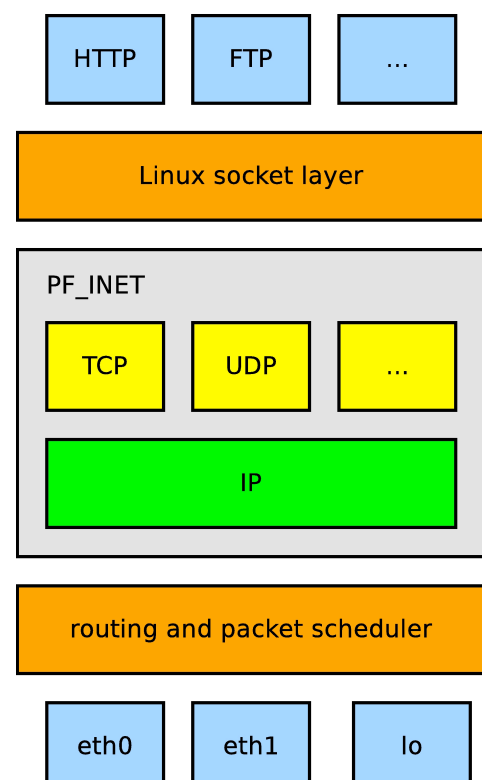 HTTP FTP ...
Linux socket layer
PF_INET
TCP UDP ...
IP
routing and packet scheduler
eth0 eth1 lo